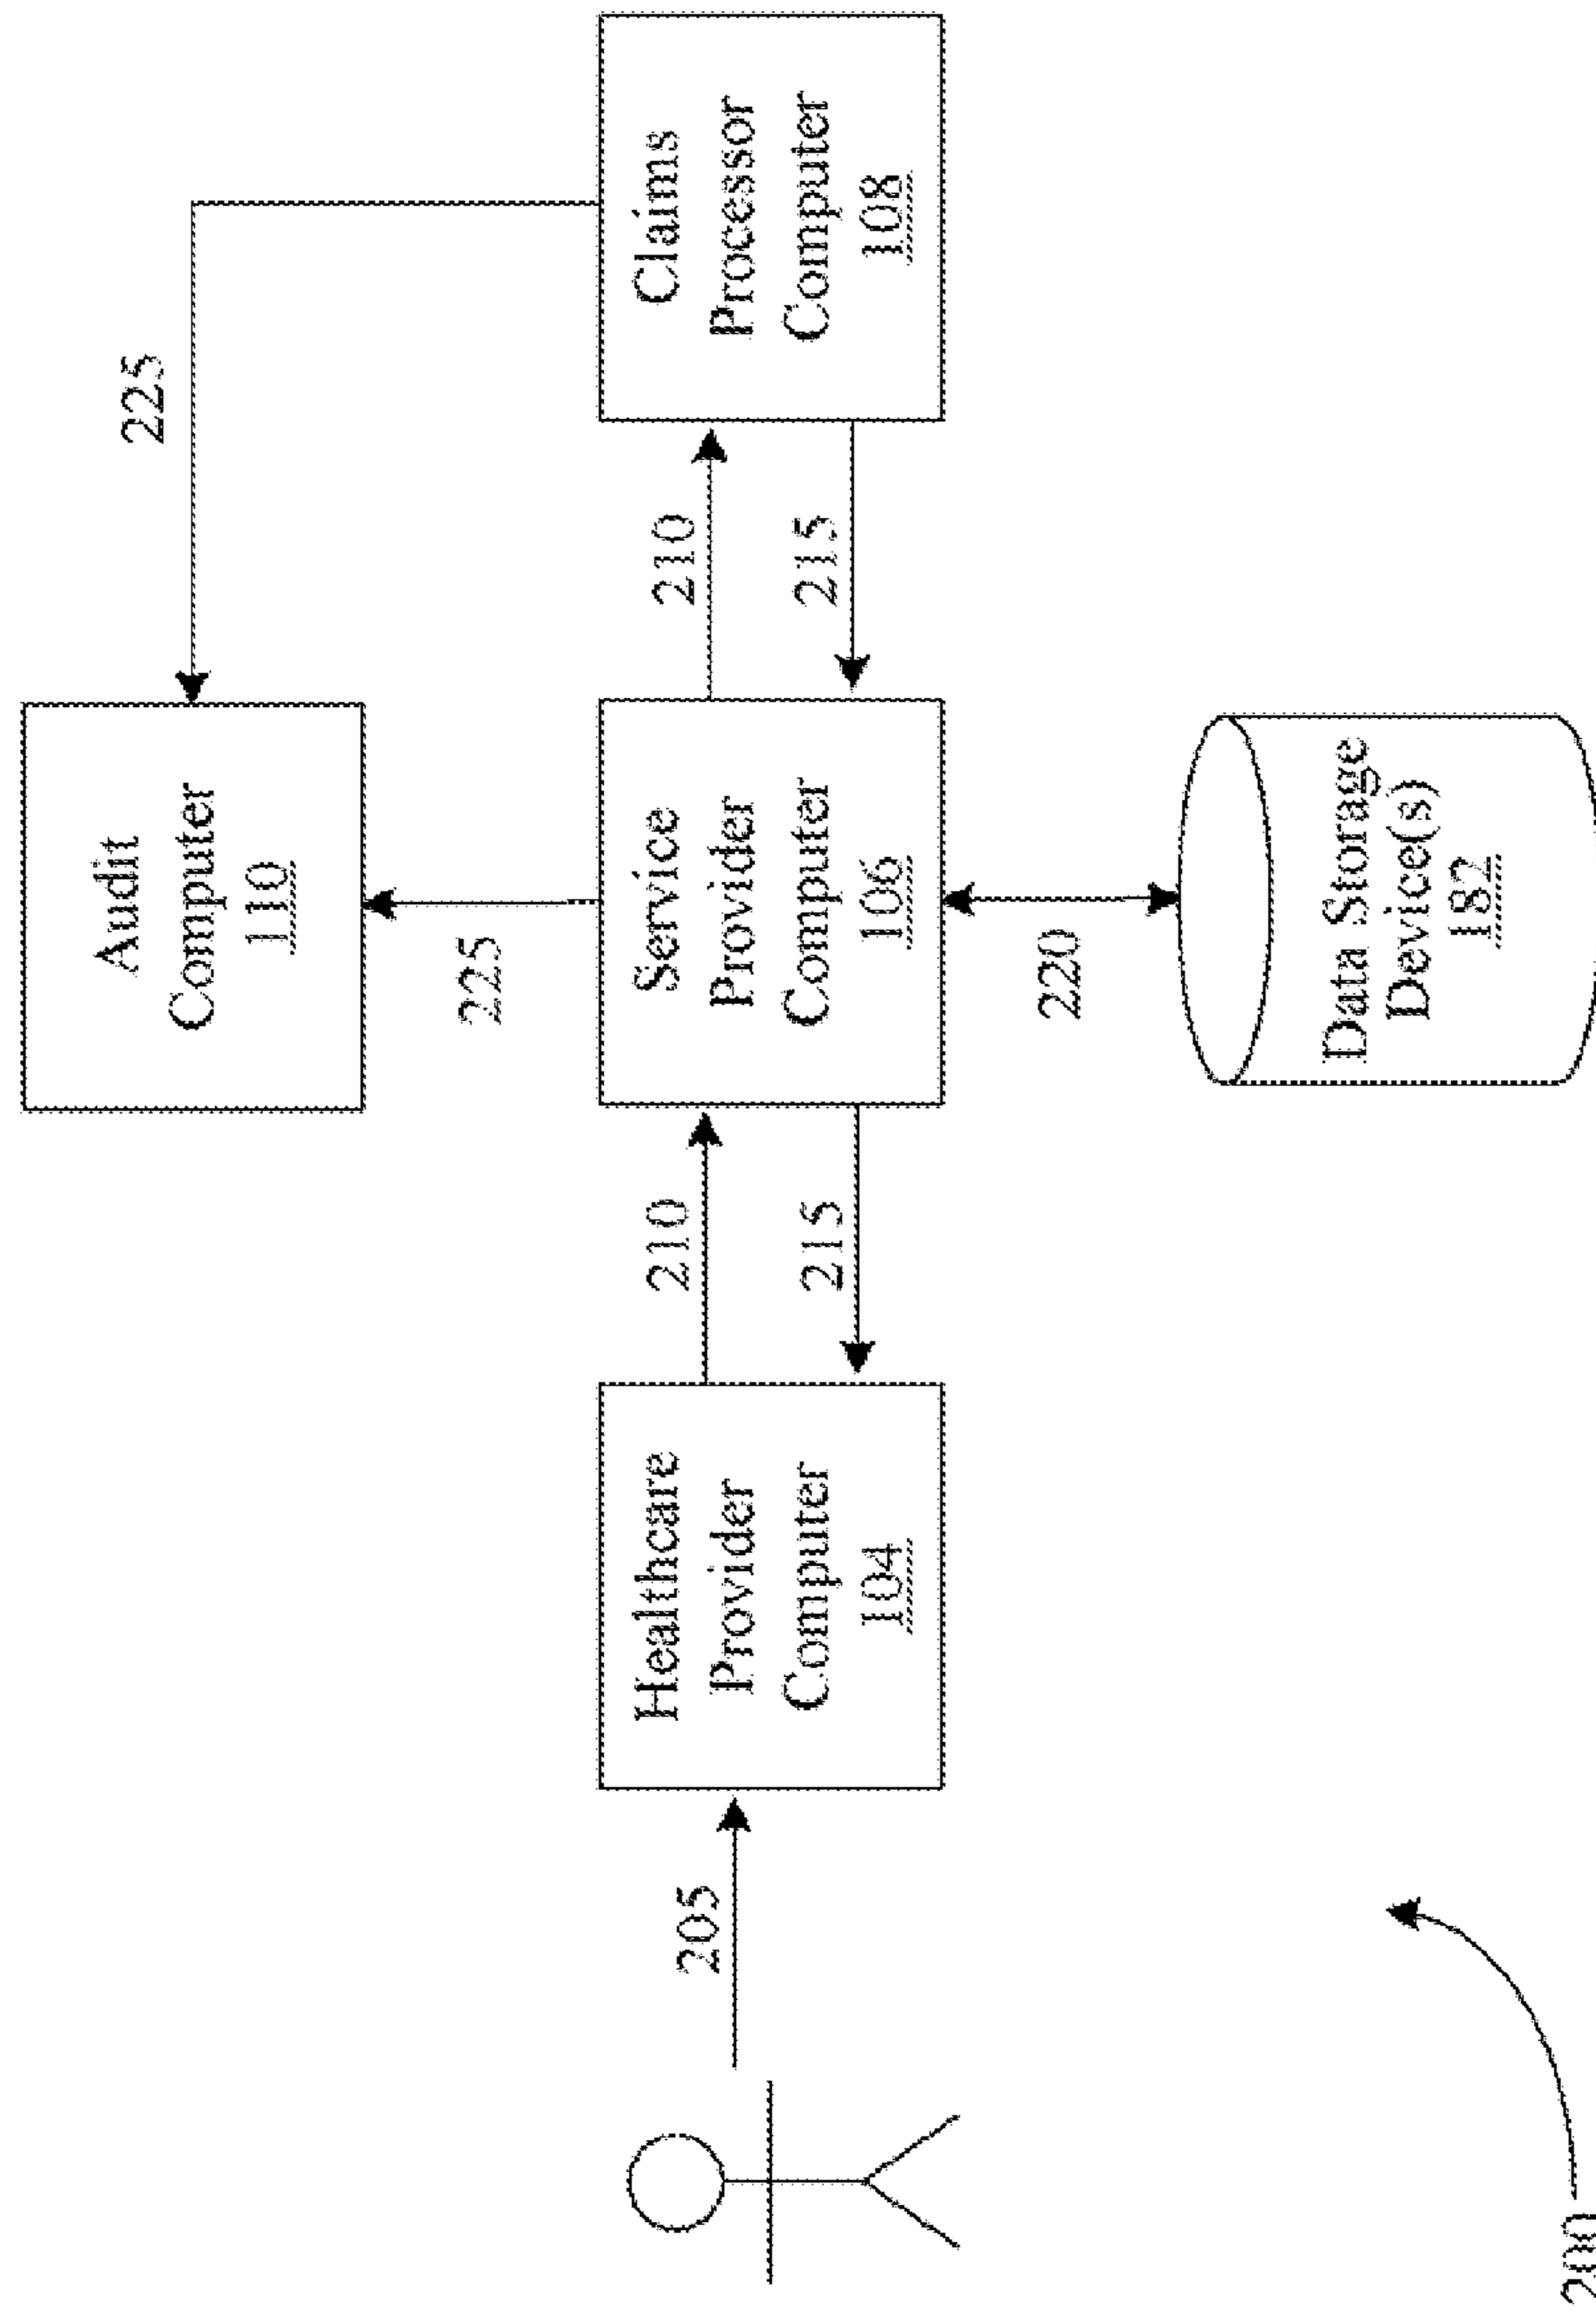 Audit
Computer
110
225
225
205
Healthcare
Provider
Computer
104
210
215
Service
Provider
Computer
106
210
215
Claims
Processor
Computer
108
220
Data Storage
Device(s)
182
200